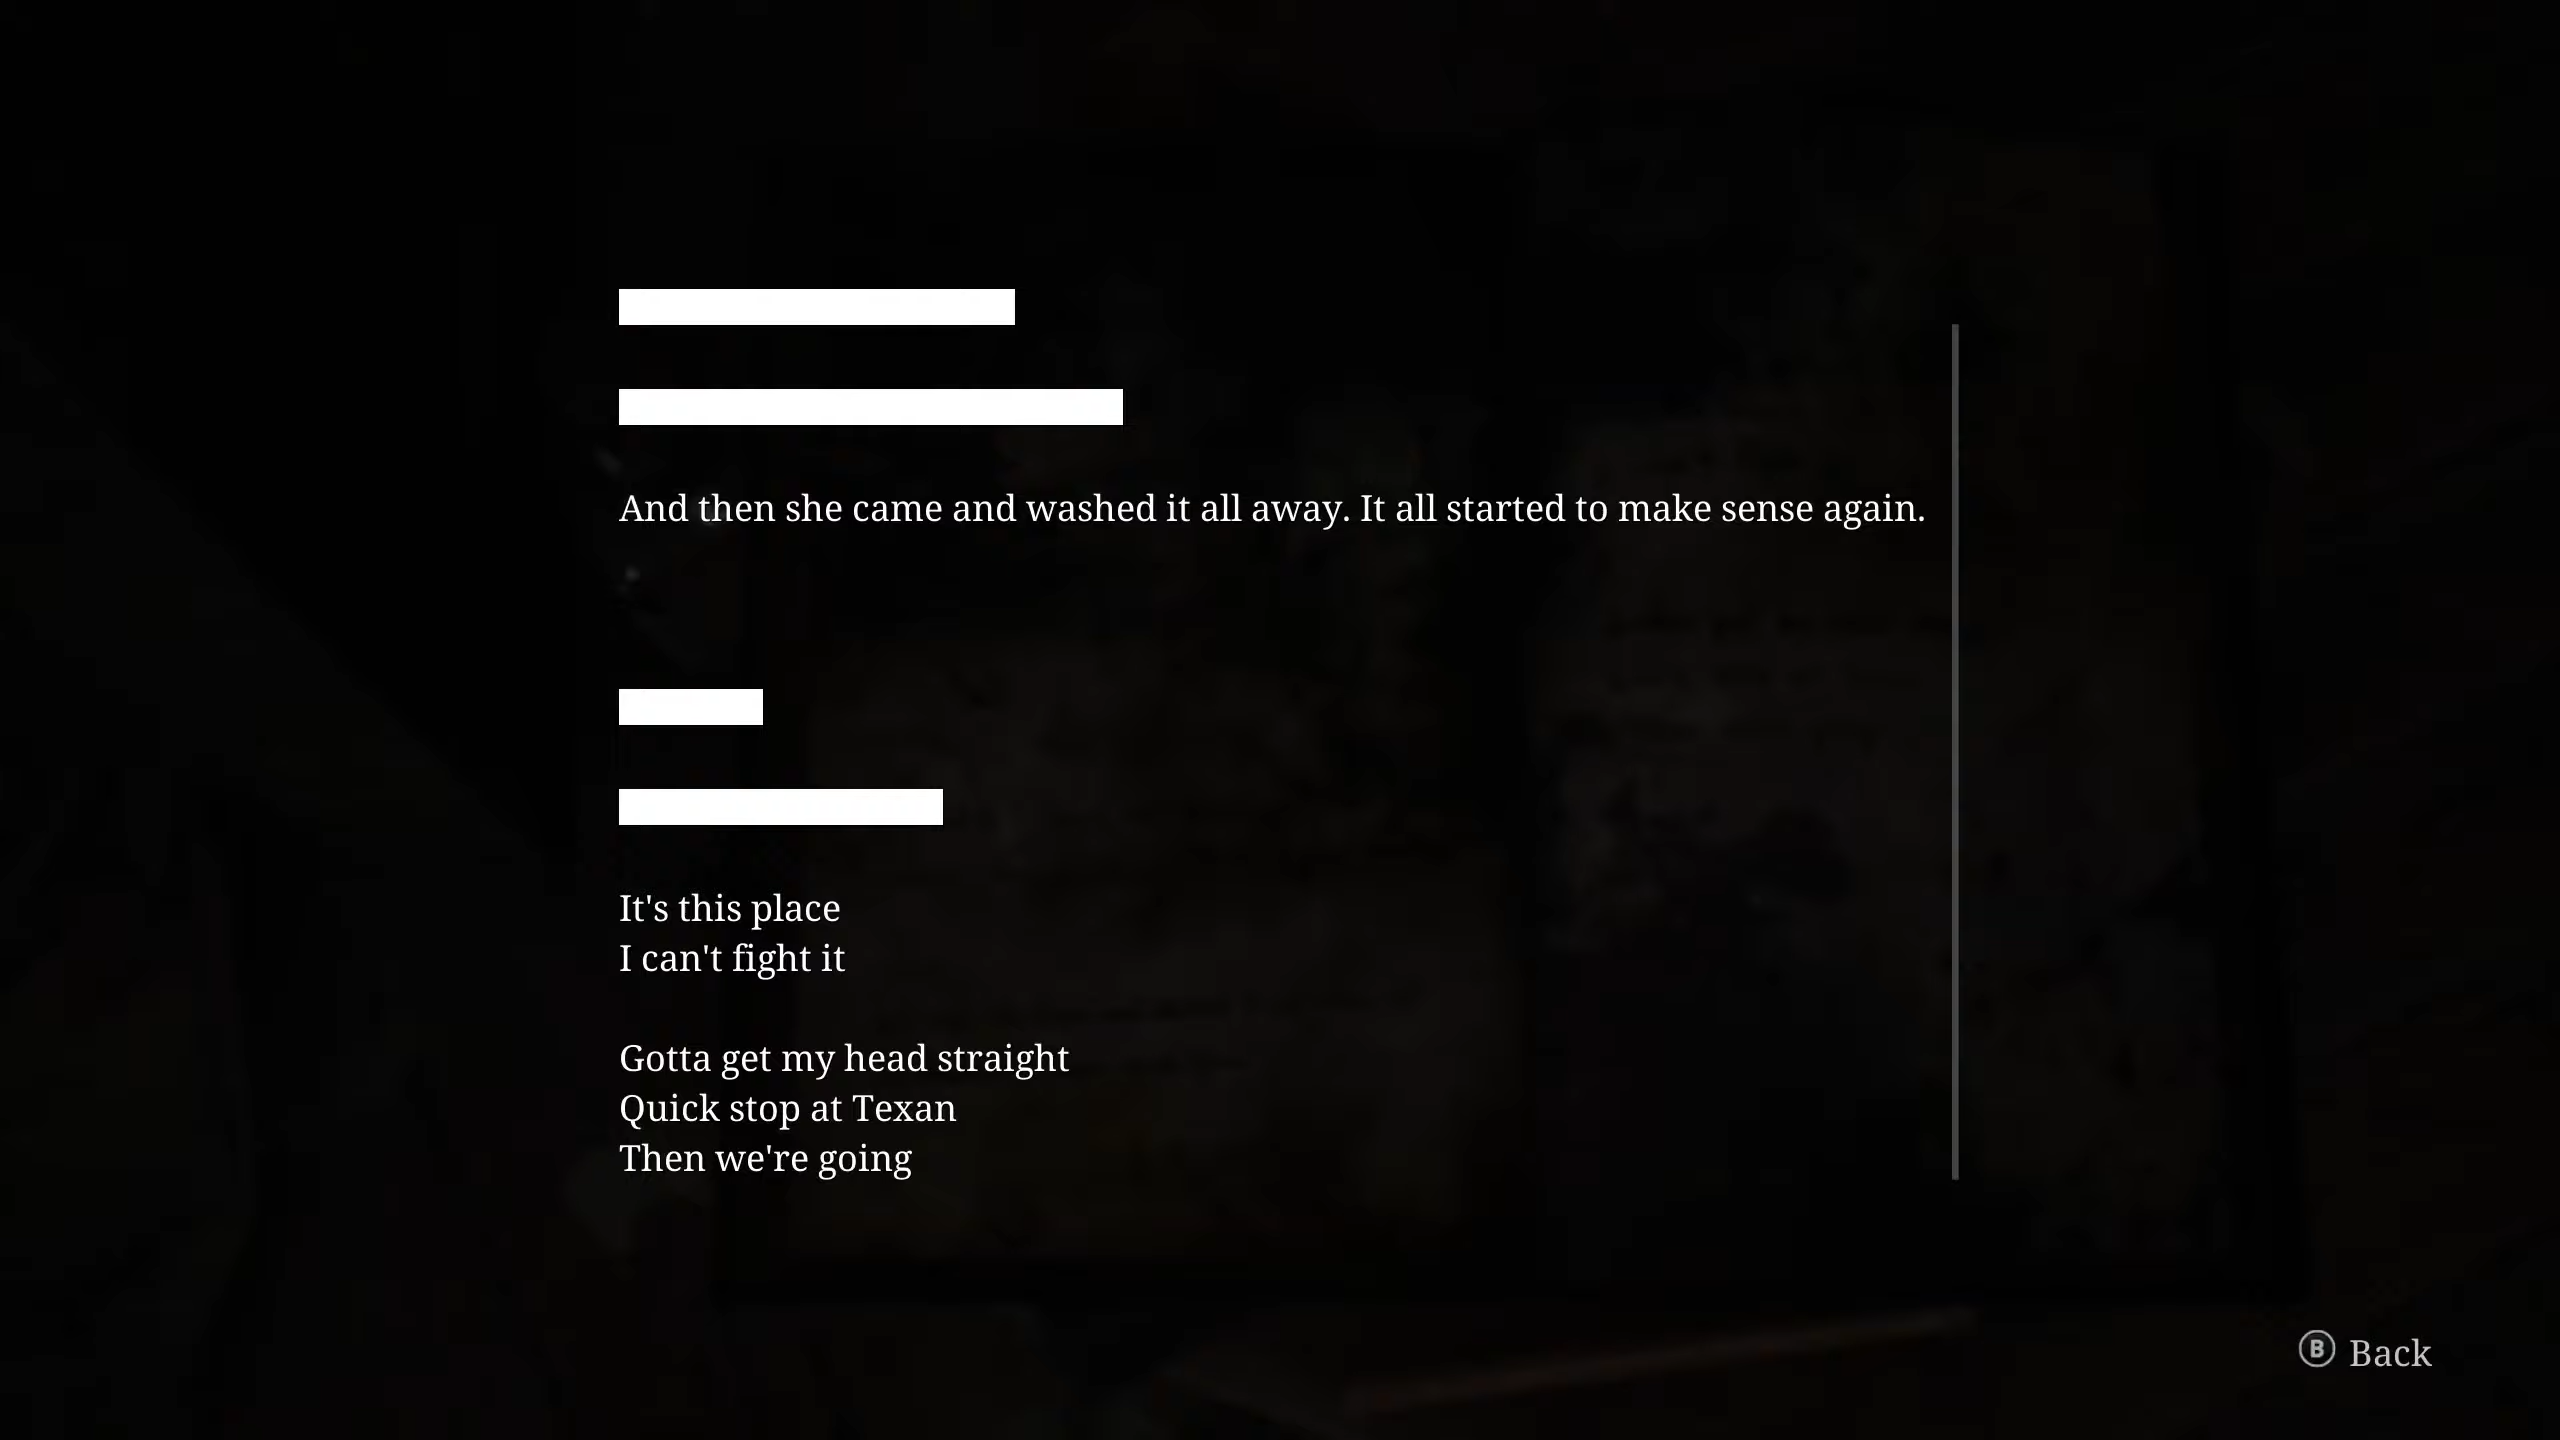 And then she came and washed it all away. It all started to make sense again.
It's this place
I can't fight it
Gotta get my head straight
Quick stop at Texan
Then we're going
B Back